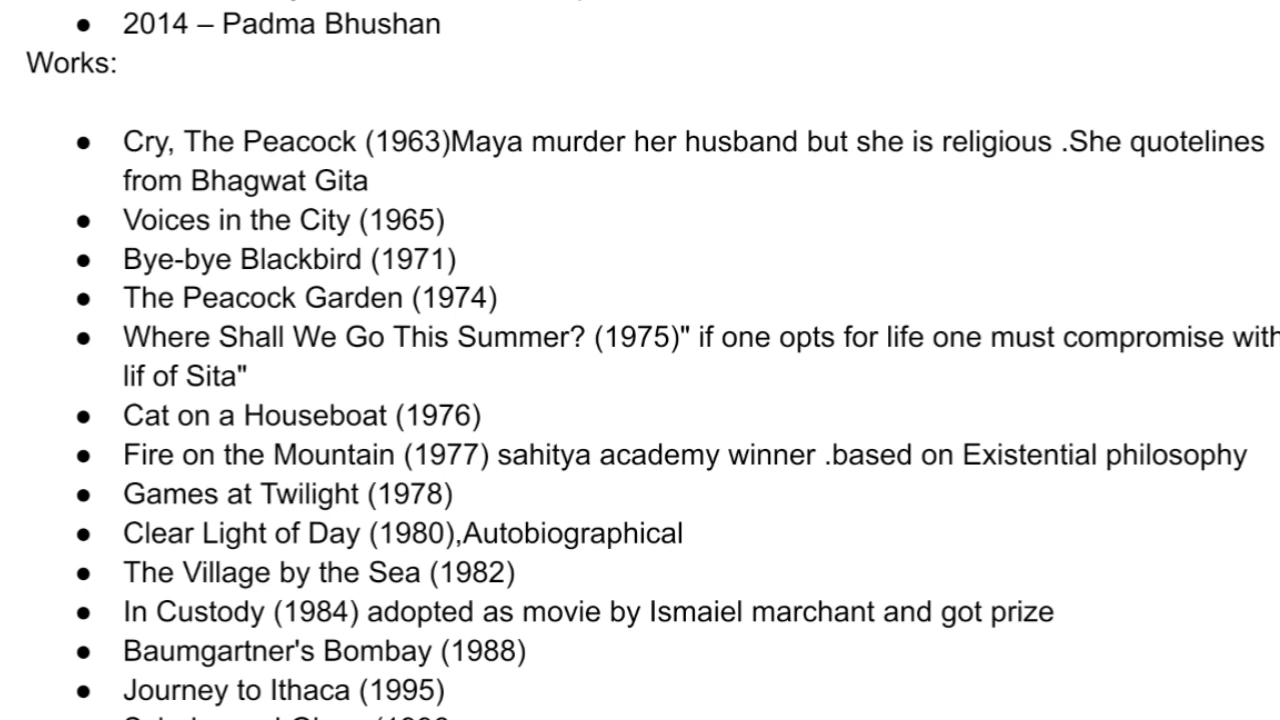 ● 2014 – Padma Bhushan
Works:
● Cry, The Peacock (1963)Maya murder her husband but she is religious .She quotelines
from Bhagwat Gita
● Voices in the City (1965)
● Bye-bye Blackbird (1971)
● The Peacock Garden (1974)
● Where Shall We Go This Summer? (1975)" if one opts for life one must compromise with
lif of Sita"
● Cat on a Houseboat (1976)
● Fire on the Mountain (1977) sahitya academy winner .based on Existential philosophy
● Games at Twilight (1978)
● Clear Light of Day (1980),Autobiographical
● The Village by the Sea (1982)
● In Custody (1984) adopted as movie by Ismaiel marchant and got prize
● Baumgartner's Bombay (1988)
● Journey to Ithaca (1995)